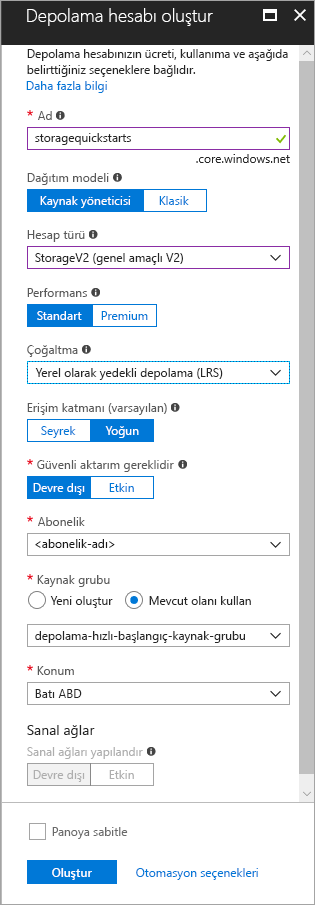 Depolama hesabı oluştur
Depolama hesabınızın ücreti, kullanıma ve aşağıda
belirttiğiniz seçeneklere bağlıdır.
Daha fazla bilgi
* Ad
storagequickstarts
.core.windows.net
Dağıtım modeli
Kaynak yöneticisi Klasik
Hesap türü
StorageV2 (genel amaçlı V2)
Performans
Standart Premium
Çoğaltma
Yerel olarak yedekli depolama (LRS)
Erişim katmanı (varsayılan)
Seyrek Yoğun
* Güvenli aktarım gereklidir
Devre dışı Etkin
* Abonelik
<abonelik-adı>
* Kaynak grubu
Yeni oluştur Mevcut olanı kullan
depolama-hızlı-başlangıç-kaynak-grubu
* Konum
Batı ABD
Sanal ağlar
Sanal ağları yapılandır
Devre dışı Etkin
Panoya sabitle
Oluştur Otomasyon seçenekleri